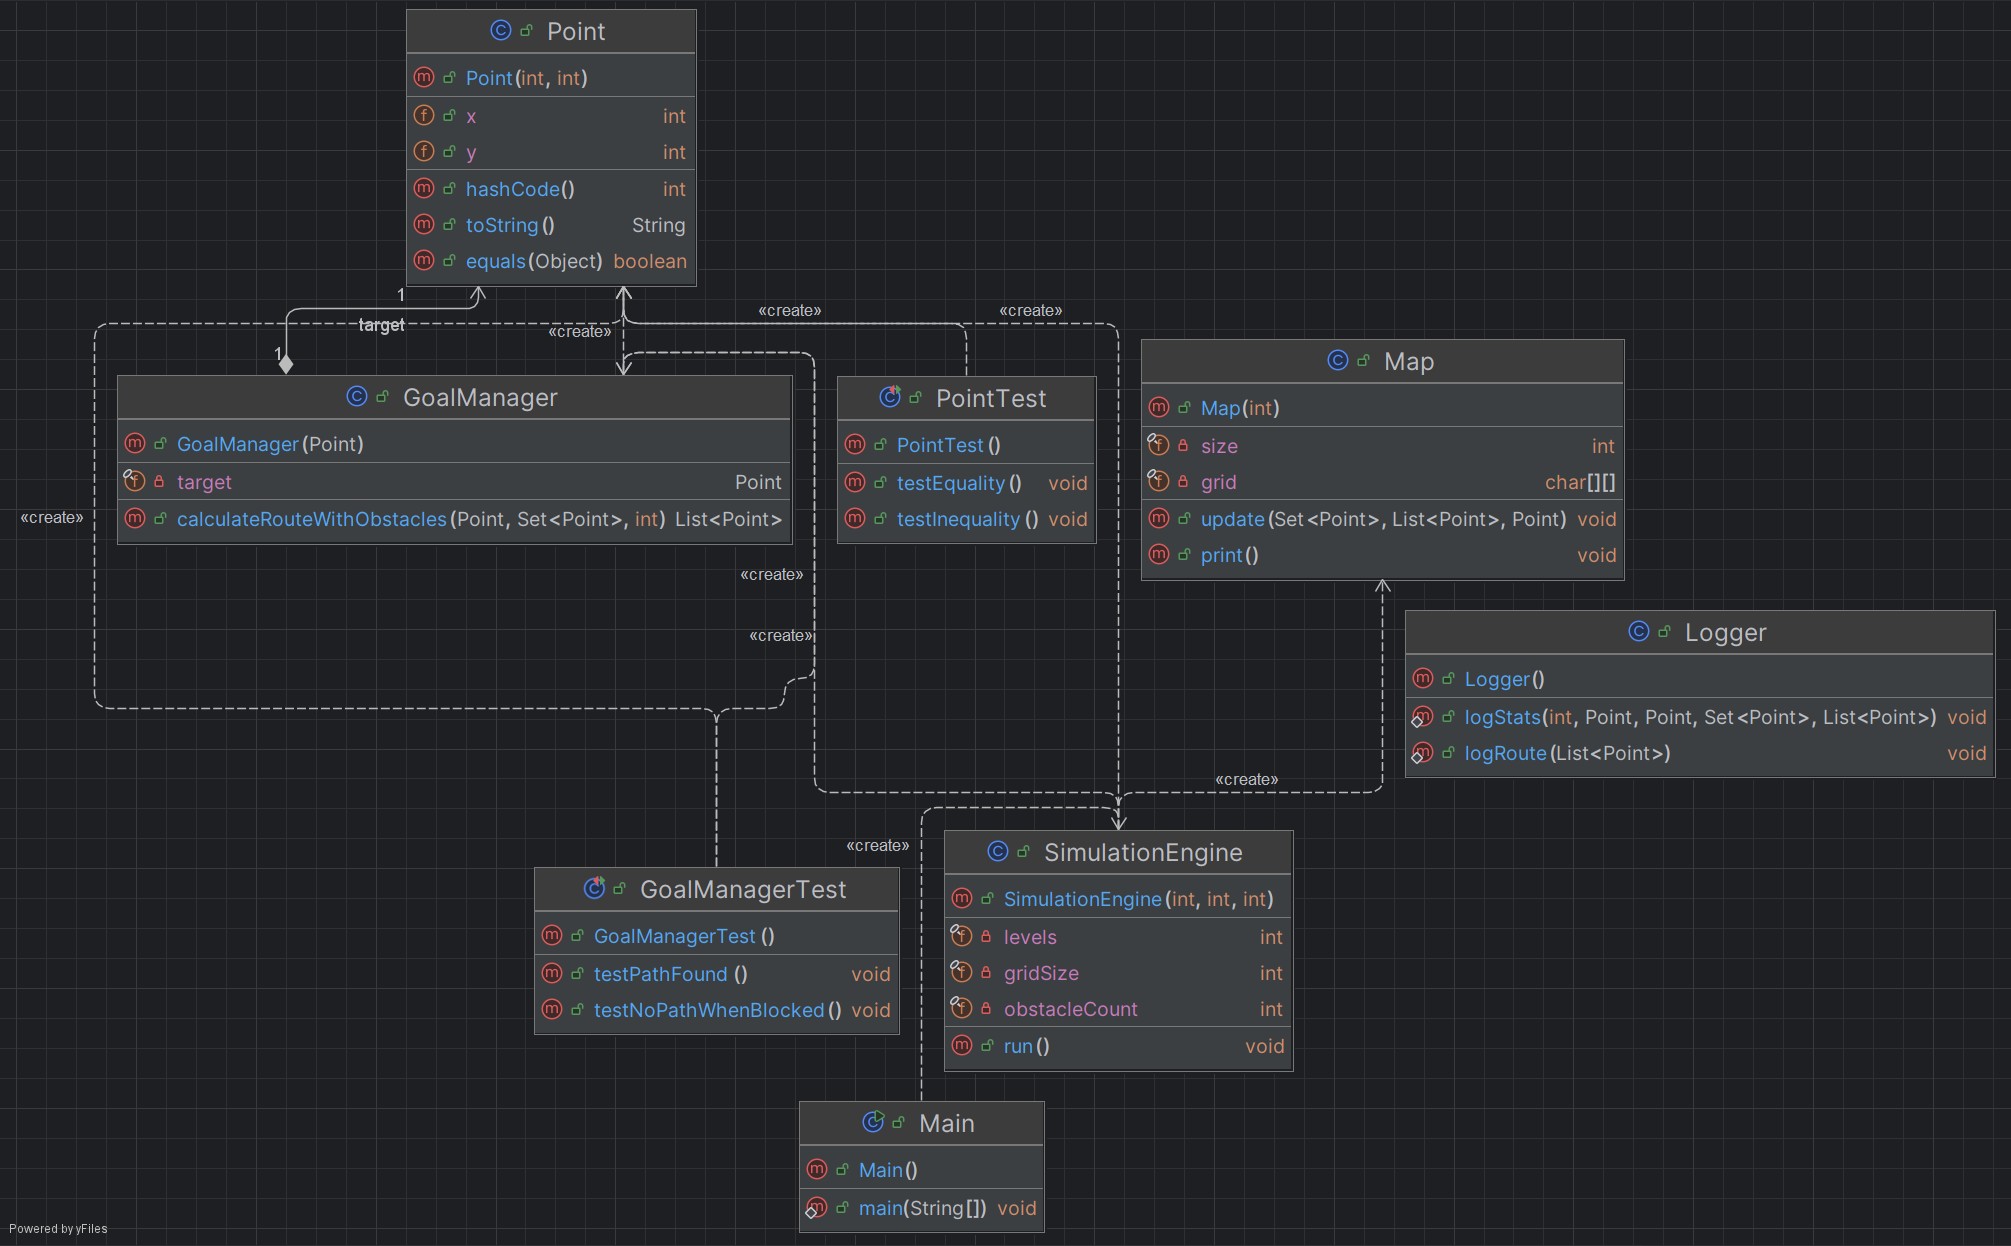 Point
Point(int, int)
x int
y int
hashCode() int
toString() String
equals(Object) boolean
1
target
1
«create»
«create»
«create»
«create»
«create»
«create»
«create»
«create»
GoalManager
GoalManager(Point)
target Point
calculateRouteWithObstacles(Point, Set<Point>, int) List<Point>
PointTest
PointTest()
testEquality() void
testInequality() void
Map
Map(int)
size int
grid char[][]
update(Set<Point>, List<Point>, Point) void
print() void
Logger
Logger()
logStats(int, Point, Point, Set<Point>, List<Point>) void
logRoute(List<Point>) void
GoalManagerTest
GoalManagerTest()
testPathFound() void
testNoPathWhenBlocked() void
SimulationEngine
SimulationEngine(int, int, int)
levels int
gridSize int
obstacleCount int
run() void
Main
Main()
main(String[]) void
Powered by yFiles